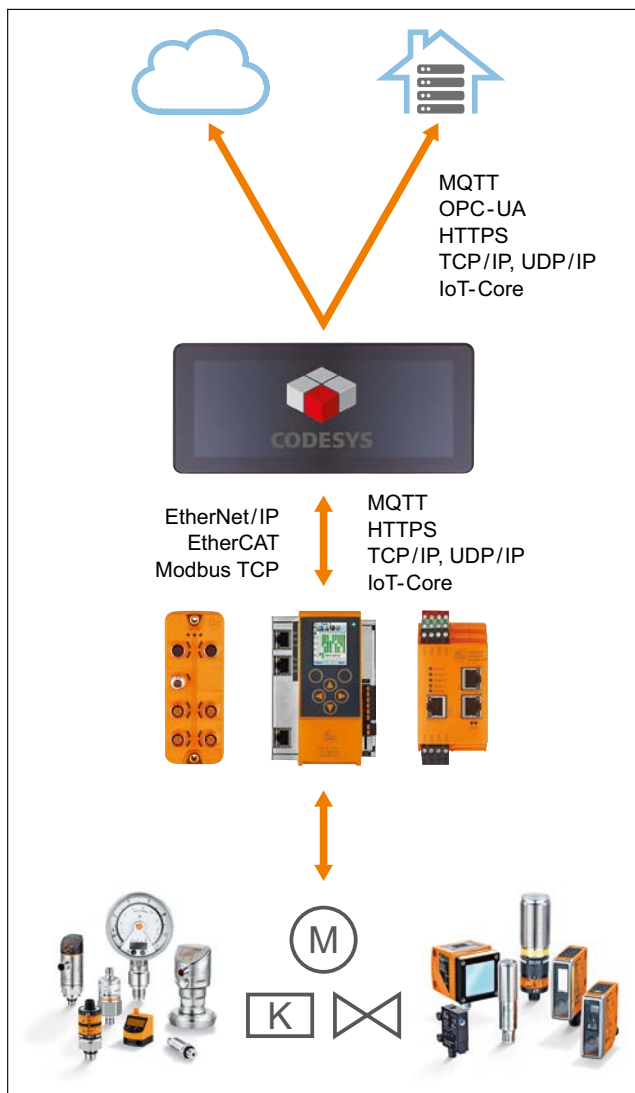 MQTT
OPC-UA
HTTPS
TCP/IP, UDP/IP
IoT-Core
CODESYS
EtherNet/IP
EtherCAT
Modbus TCP
MQTT
HTTPS
TCP/IP, UDP/IP
IoT-Core
M
K